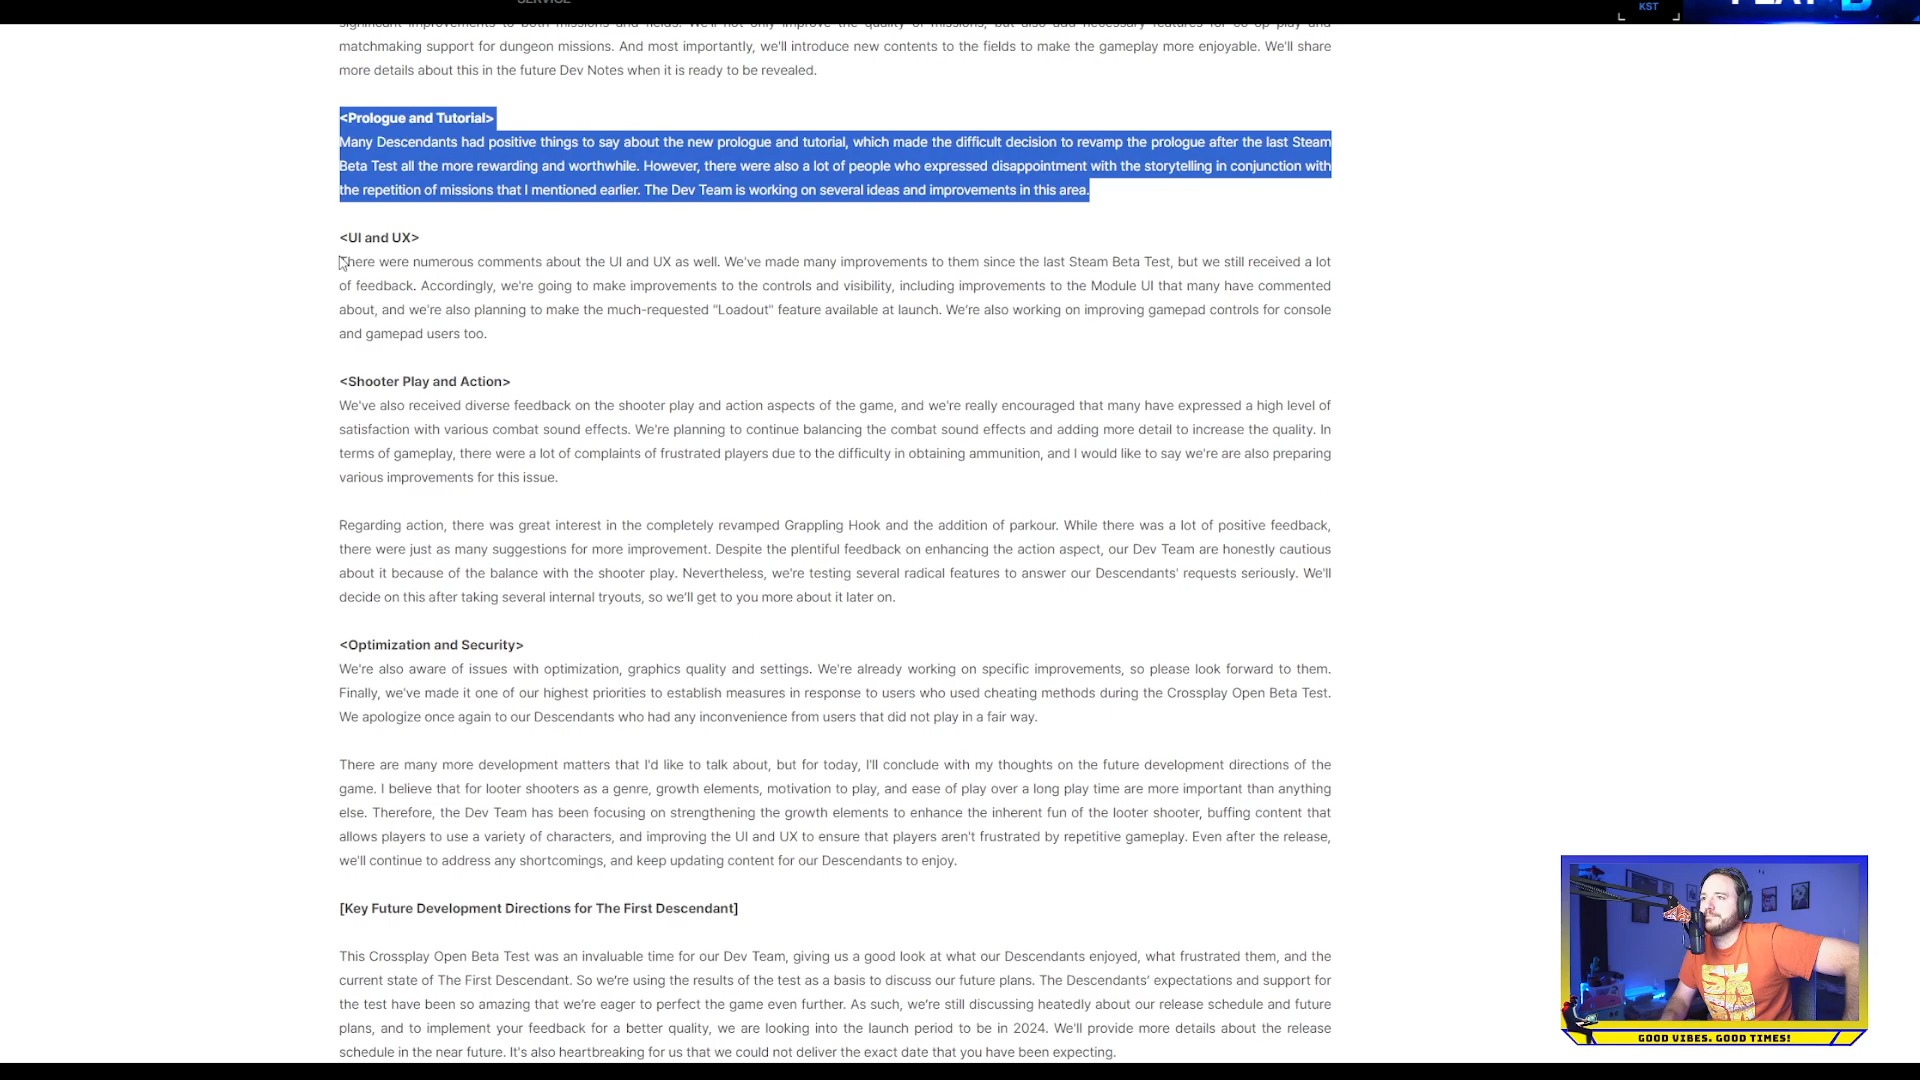 SERVICE
KST
PLAY
significant improvements to both missions and fields. We'll not only improve the quality of missions, but also add necessary features for co-op play and
matchmaking support for dungeon missions. And most importantly, we'll introduce new contents to the fields to make the gameplay more enjoyable. We'll share
more details about this in the future Dev Notes when it is ready to be revealed.
<Prologue and Tutorial>
Many Descendants had positive things to say about the new prologue and tutorial, which made the difficult decision to revamp the prologue after the last Steam
Beta Test all the more rewarding and worthwhile. However, there were also a lot of people who expressed disappointment with the storytelling in conjunction with
the repetition of missions that I mentioned earlier. The Dev Team is working on several ideas and improvements in this area.
<UI and UX>
There were numerous comments about the UI and UX as well. We've made many improvements to them since the last Steam Beta Test, but we still received a lot
of feedback. Accordingly, we're going to make improvements to the controls and visibility, including improvements to the Module UI that many have commented
about, and we're also planning to make the much-requested "Loadout" feature available at launch. We're also working on improving gamepad controls for console
and gamepad users too.
<Shooter Play and Action>
We've also received diverse feedback on the shooter play and action aspects of the game, and we're really encouraged that many have expressed a high level of
satisfaction with various combat sound effects. We're planning to continue balancing the combat sound effects and adding more detail to increase the quality. In
terms of gameplay, there were a lot of complaints of frustrated players due to the difficulty in obtaining ammunition, and I would like to say we're are also preparing
various improvements for this issue.
Regarding action, there was great interest in the completely revamped Grappling Hook and the addition of parkour. While there was a lot of positive feedback,
there were just as many suggestions for more improvement. Despite the plentiful feedback on enhancing the action aspect, our Dev Team are honestly cautious
about it because of the balance with the shooter play. Nevertheless, we're testing several radical features to answer our Descendants' requests seriously. We'll
decide on this after taking several internal tryouts, so we'll get to you more about it later on.
<Optimization and Security>
We're also aware of issues with optimization, graphics quality and settings. We're already working on specific improvements, so please look forward to them.
Finally, we've made it one of our highest priorities to establish measures in response to users who used cheating methods during the Crossplay Open Beta Test.
We apologize once again to our Descendants who had any inconvenience from users that did not play in a fair way.
There are many more development matters that I'd like to talk about, but for today, I'll conclude with my thoughts on the future development directions of the
game. I believe that for looter shooters as a genre, growth elements, motivation to play, and ease of play over a long play time are more important than anything
else. Therefore, the Dev Team has been focusing on strengthening the growth elements to enhance the inherent fun of the looter shooter, buffing content that
allows players to use a variety of characters, and improving the UI and UX to ensure that players aren't frustrated by repetitive gameplay. Even after the release,
we'll continue to address any shortcomings, and keep updating content for our Descendants to enjoy.
[Key Future Development Directions for The First Descendant]
This Crossplay Open Beta Test was an invaluable time for our Dev Team, giving us a good look at what our Descendants enjoyed, what frustrated them, and the
current state of The First Descendant. So we're using the results of the test as a basis to discuss our future plans. The Descendants' expectations and support for
the test have been so amazing that we're eager to perfect the game even further. As such, we're still discussing heatedly about our release schedule and future
plans, and to implement your feedback for a better quality, we are looking into the launch period to be in 2024. We'll provide more details about the release
schedule in the near future. It's also heartbreaking for us that we could not deliver the exact date that you have been expecting.
GOOD VIBES. GOOD TIMES!